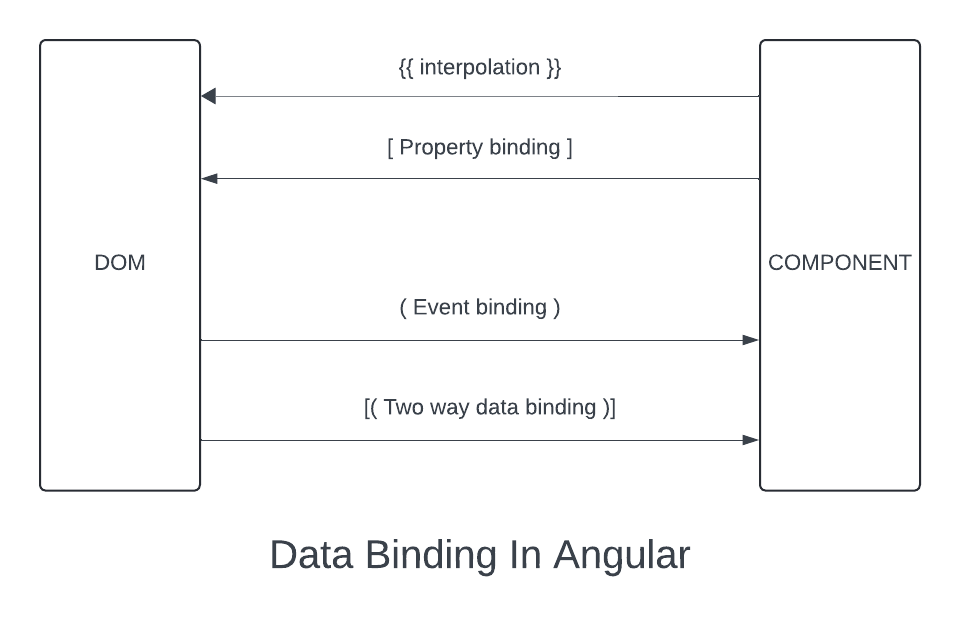 {{ interpolation }}
[ Property binding ]
DOM
COMPONENT
( Event binding )
[( Two way data binding )]
Data Binding In Angular